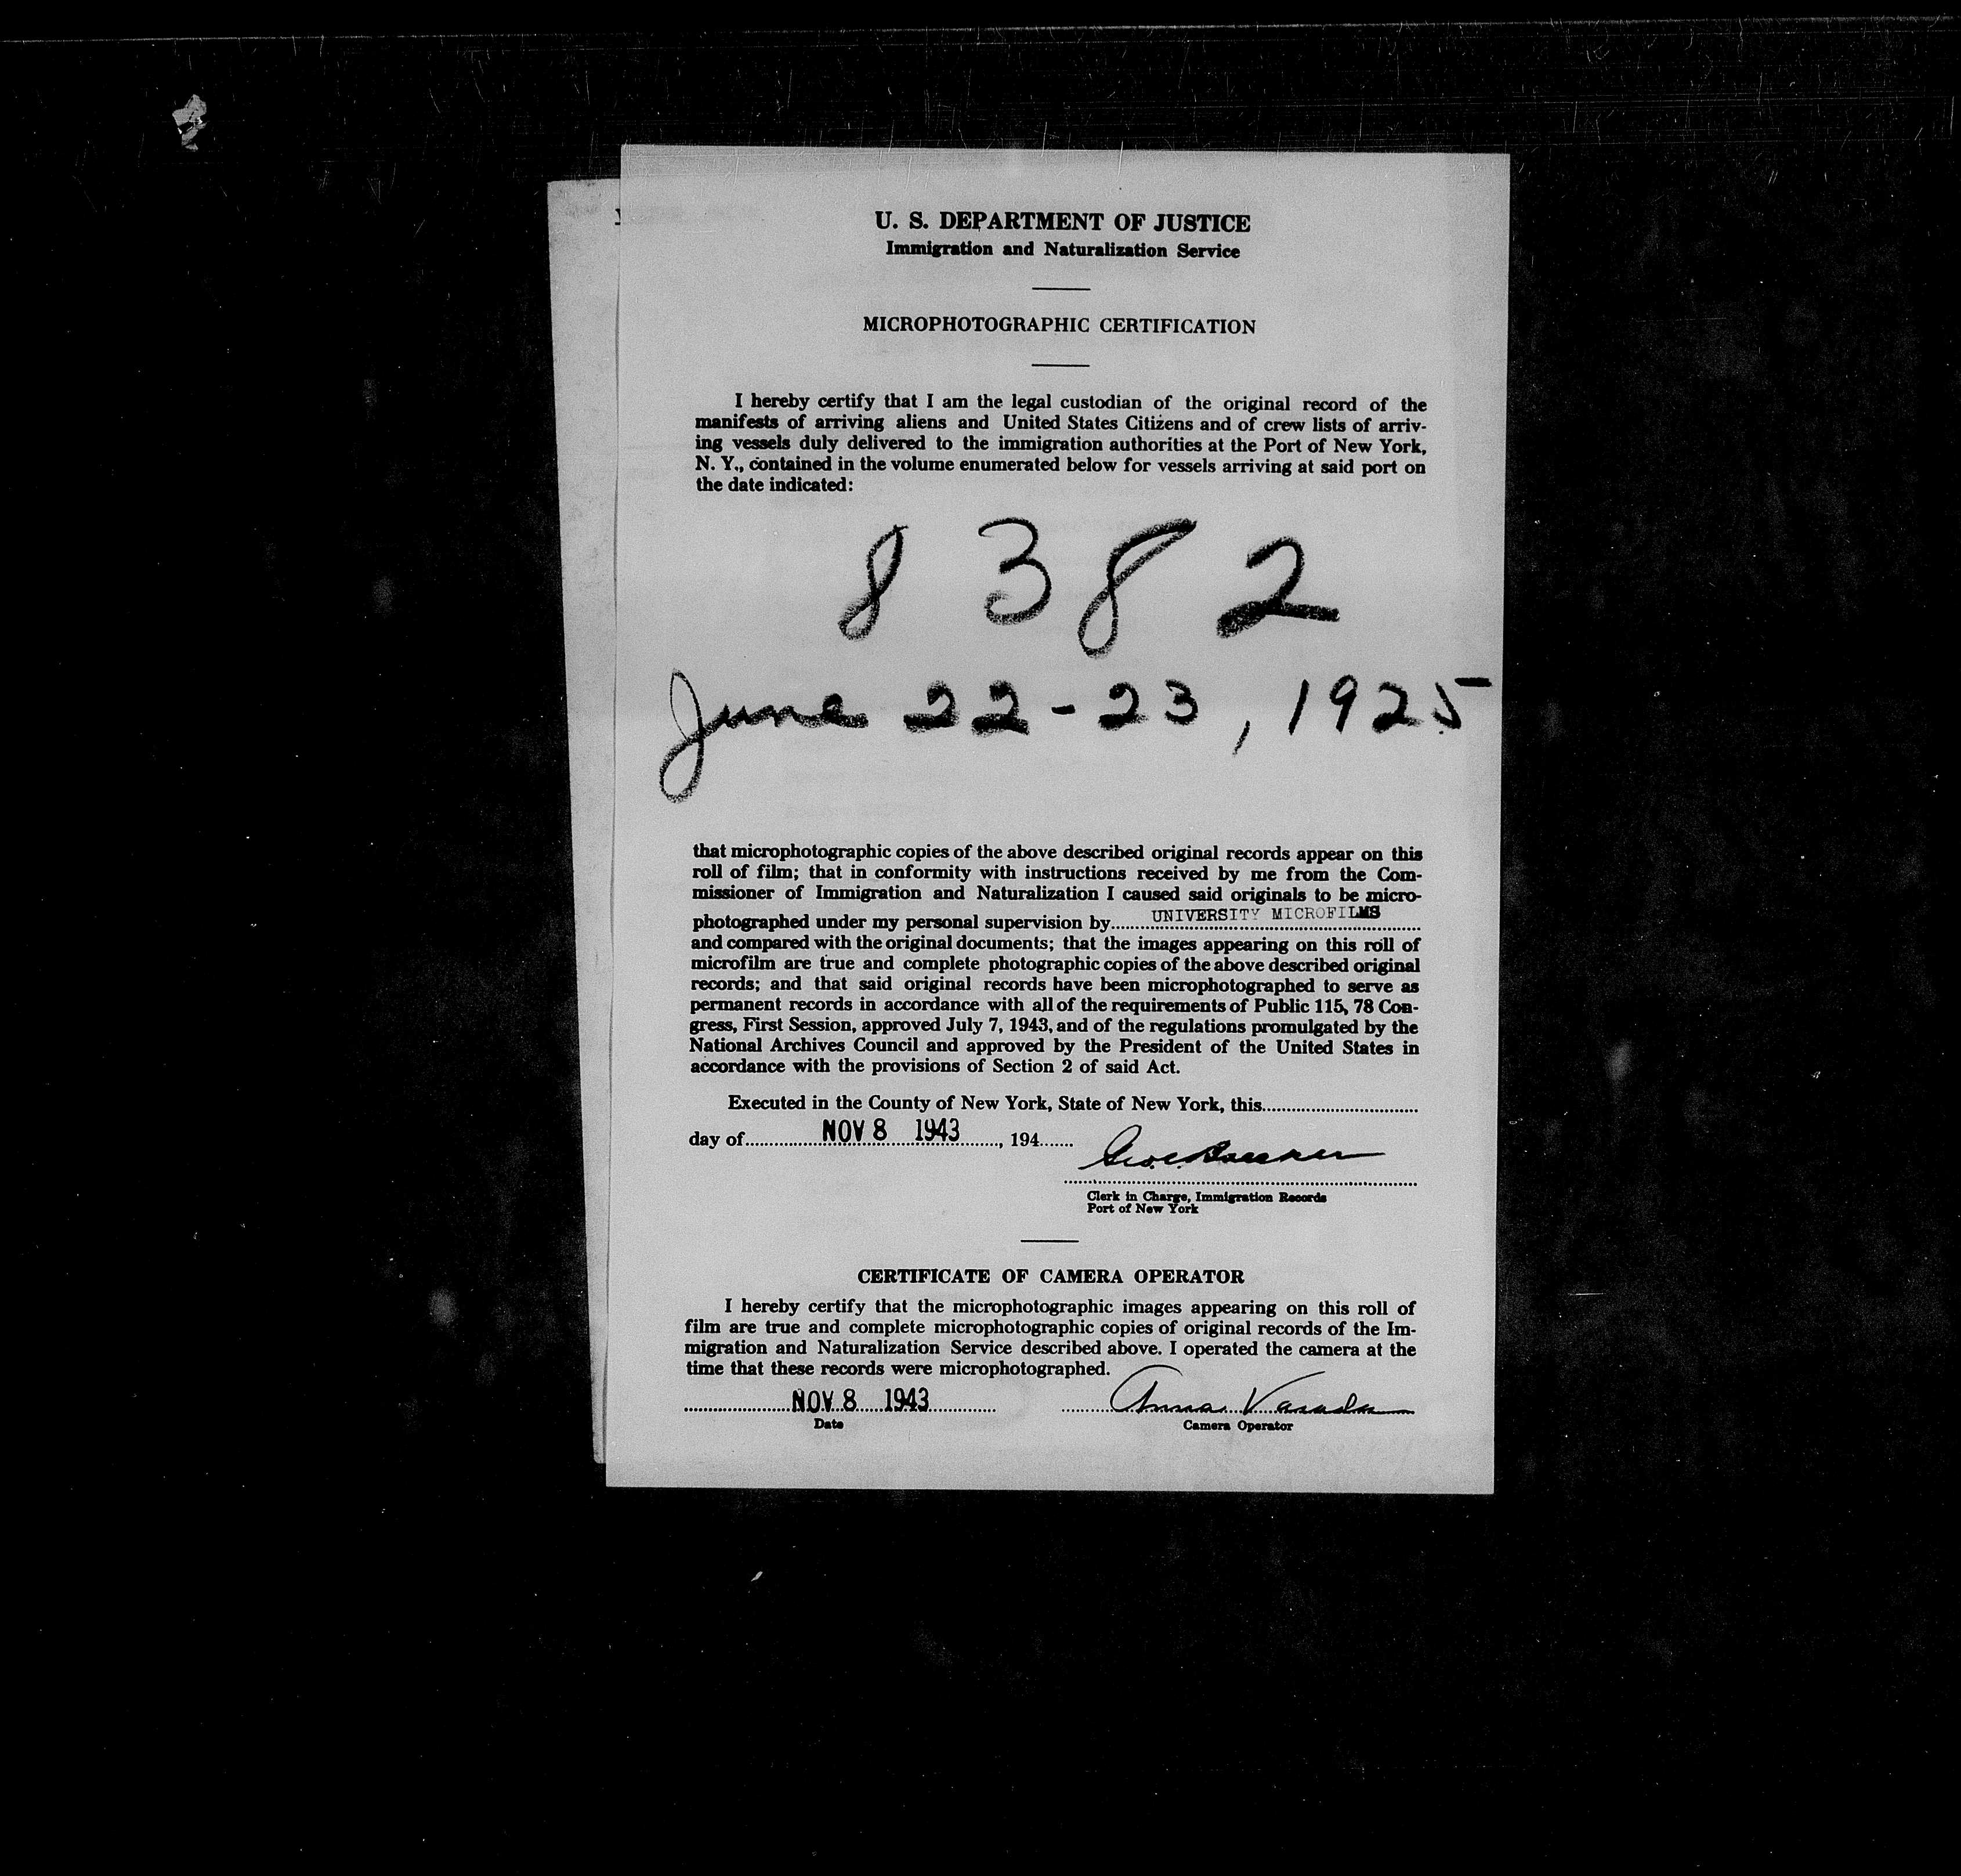 U. S. DEPARTMENT OF JUSTICE
Immigration and Naturalization Service
MICROPHOTOGRAPHIC CERTIFICATION
I hereby certify that I am the legal custodian of the original record of the
manifests of arriving aliens and United States Citizens and of crew lists of arriv-
ing vessels duly delivered to the immigration authorities at the Port of New York,
N. Y., contained in the volume enumerated below for vessels arriving at said port on
the date indicated:
8 3 8 2
June 22-23, 1925
that microphotographic copies of the above described original records appear on this
roll of film; that in conformity with instructions received by me from the Com-
missioner of Immigration and Naturalization I caused said originals to be micro-
photographed under my personal supervision by UNIVERSITY MICROFILMS
and compared with the original documents; that the images appearing on this roll of
microfilm are true and complete photographic copies of the above described original
records; and that said original records have been microphotographed to serve as
permanent records in accordance with all of the requirements of Public 115, 78 Con-
gress, First Session, approved July 7, 1943, and of the regulations promulgated by the
National Archives Council and approved by the President of the United States in
accordance with the provisions of Section 2 of said Act.
Executed in the County of New York, State of New York, this
day of NOV 8 1943, 194
Clerk in Charge, Immigration Records
Port of New York
CERTIFICATE OF CAMERA OPERATOR
I hereby certify that the microphotographic images appearing on this roll of
film are true and complete microphotographic copies of original records of the Im-
migration and Naturalization Service described above. I operated the camera at the
time that these records were microphotographed.
NOV 8 1943 Anna
Date
Camera Operator